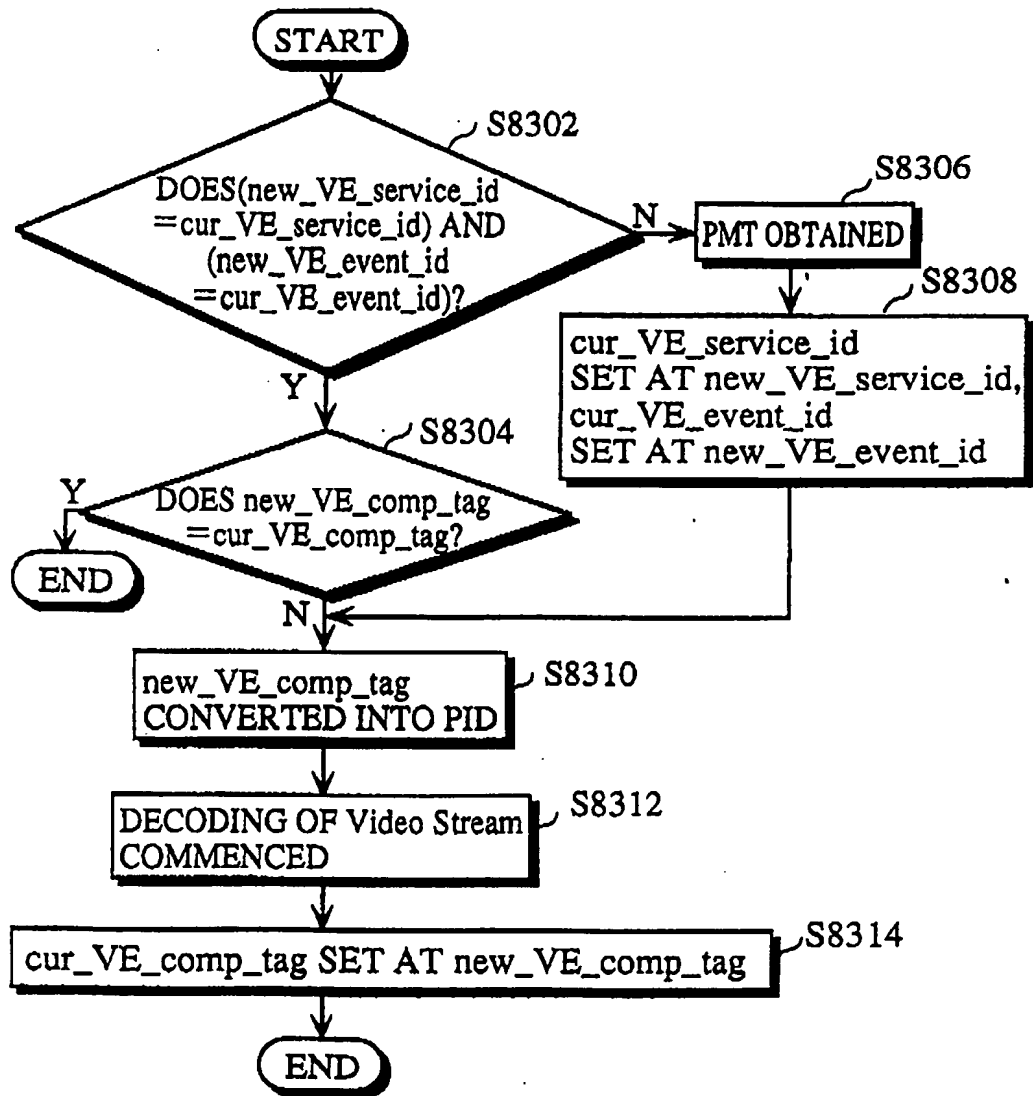 START
S8302
DOES(new_VE_service_id
=cur_VE_service_id) AND
(new_VE_event_id
=cur_VE_event_id)?
N
S8306
PMT OBTAINED
S8308
cur_VE_service_id
SET AT new_VE_service_id,
cur_VE_event_id
SET AT new_VE_event_id
Y
S8304
DOES new_VE_comp_tag
=cur_VE_comp_tag?
Y
END
N
S8310
new_VE_comp_tag
CONVERTED INTO PID
S8312
DECODING OF Video Stream
COMMENCED
S8314
cur_VE_comp_tag SET AT new_VE_comp_tag
END